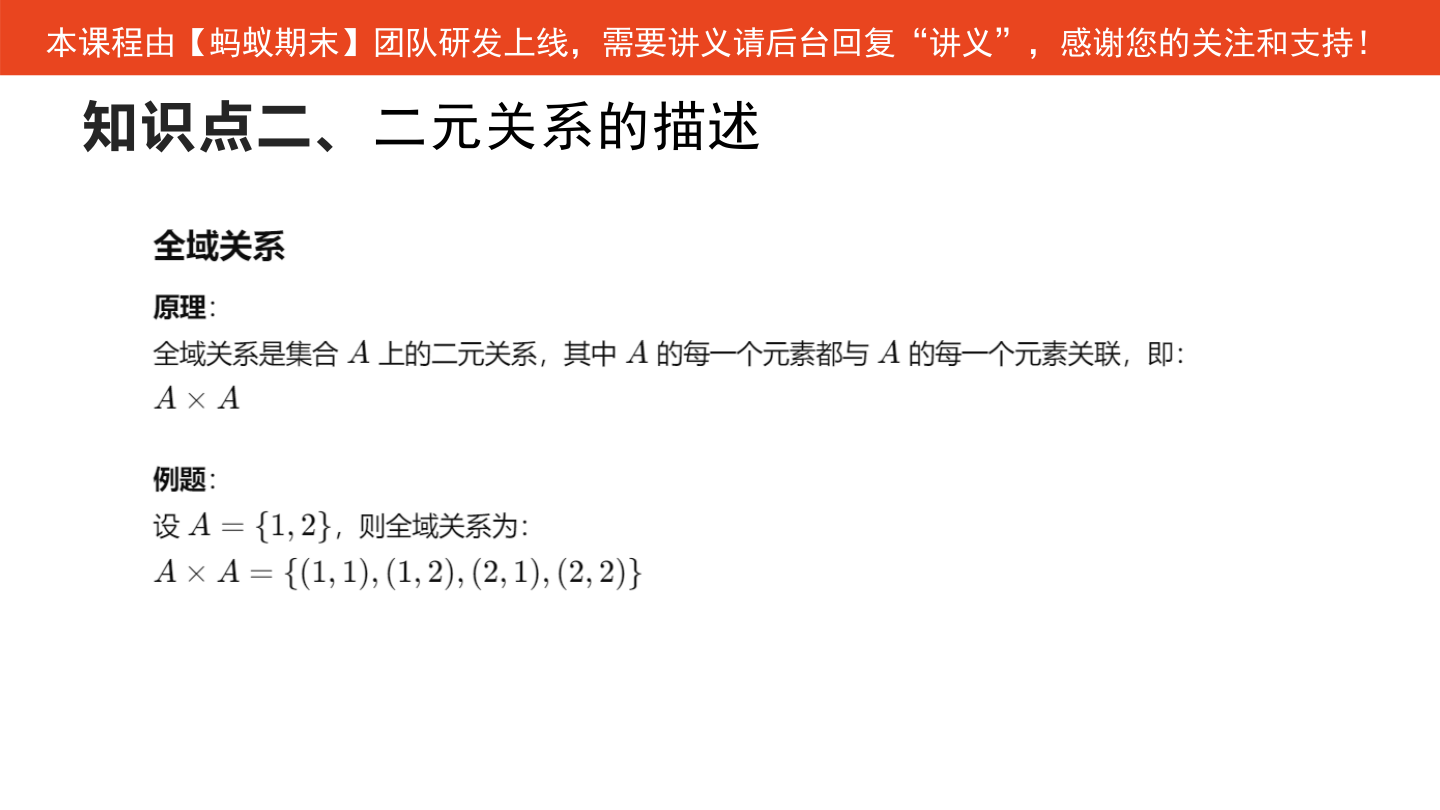 本课程由【蚂蚁期末】团队研发上线，需要讲义请后台回复“讲义”，感谢您的关注和支持！
知识点二、二元关系的描述
全域关系
原理：
全域关系是集合 A 上的二元关系，其中 A 的每一个元素都与 A 的每一个元素关联，即：
A × A
例题：
设 A = {1, 2}，则全域关系为：
A × A = {(1, 1), (1, 2), (2, 1), (2, 2)}